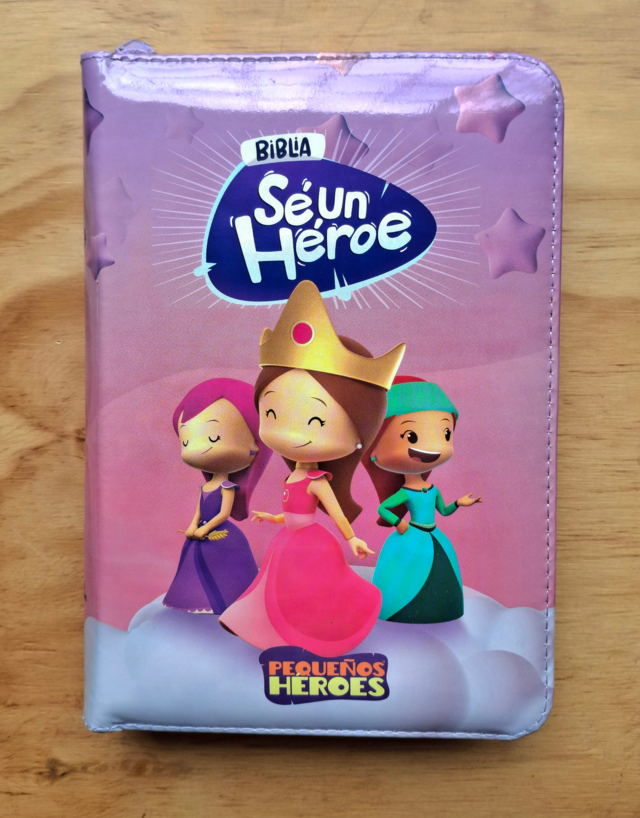 BIBLIA
Sé un
Héroe
PEQUEÑOS
HÉROES